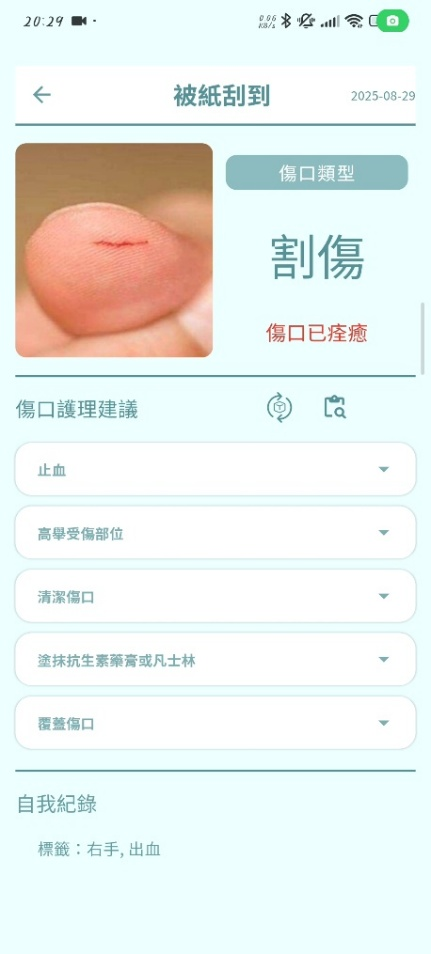 20:29
0.06 KB/s
被紙刮到
2025-08-29
傷口類型
割傷
傷口已痊癒
傷口護理建議
止血
高舉受傷部位
清潔傷口
塗抹抗生素藥膏或凡士林
覆蓋傷口
自我紀錄
標籤：右手, 出血